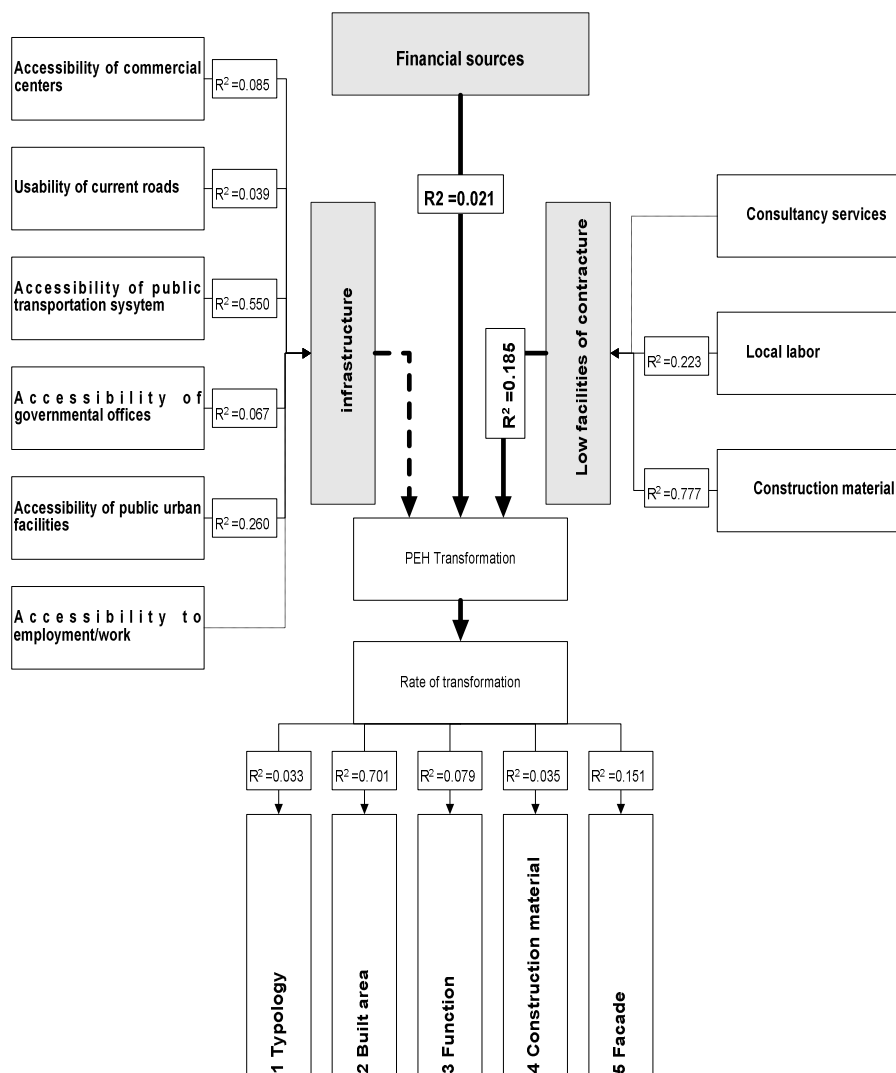 Financial sources
R2 =0.021
Accessibility of commercial
centers
R² =0.085
Usability of current roads
R² =0.039
Accessibility of public
transportation sysytem
R² =0.550
Accessibility of
governmental offices
R² =0.067
Accessibility of public urban
facilities
R² =0.260
Accessibility to
employment/work
infrastructure
R² =0.185
Low facilities of contracture
Consultancy services
Local labor
R² =0.223
Construction material
R² =0.777
PEH Transformation
Rate of transformation
R² =0.033
R² =0.701
R² =0.079
R² =0.035
R² =0.151
1 Typology
2 Built area
3 Function
4 Construction material
5 Facade